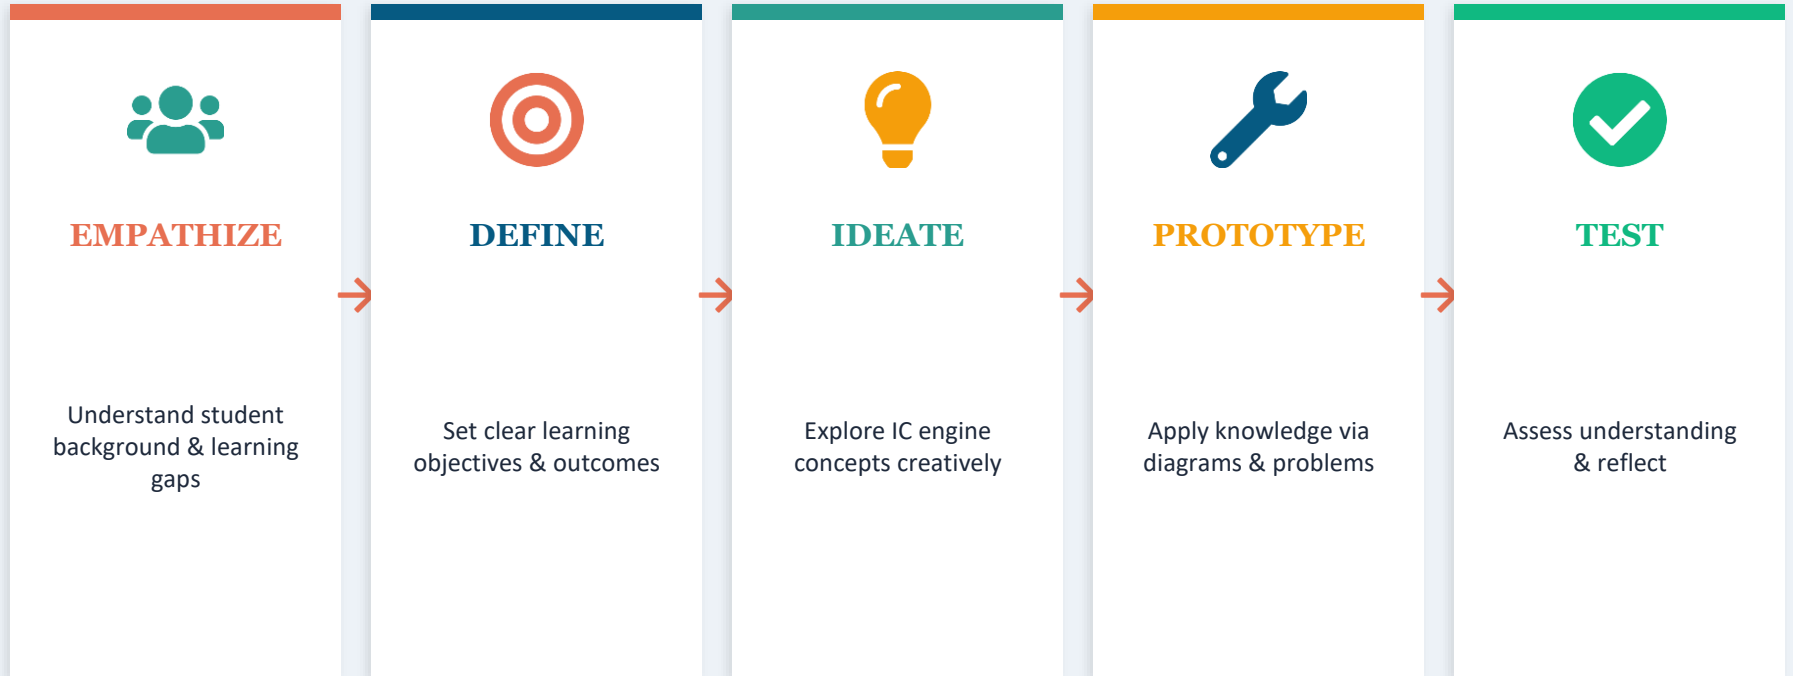 EMPATHIZE
Understand student
background & learning
gaps
DEFINE
Set clear learning
objectives & outcomes
IDEATE
Explore IC engine
concepts creatively
PROTOTYPE
Apply knowledge via
diagrams & problems
TEST
Assess understanding
& reflect